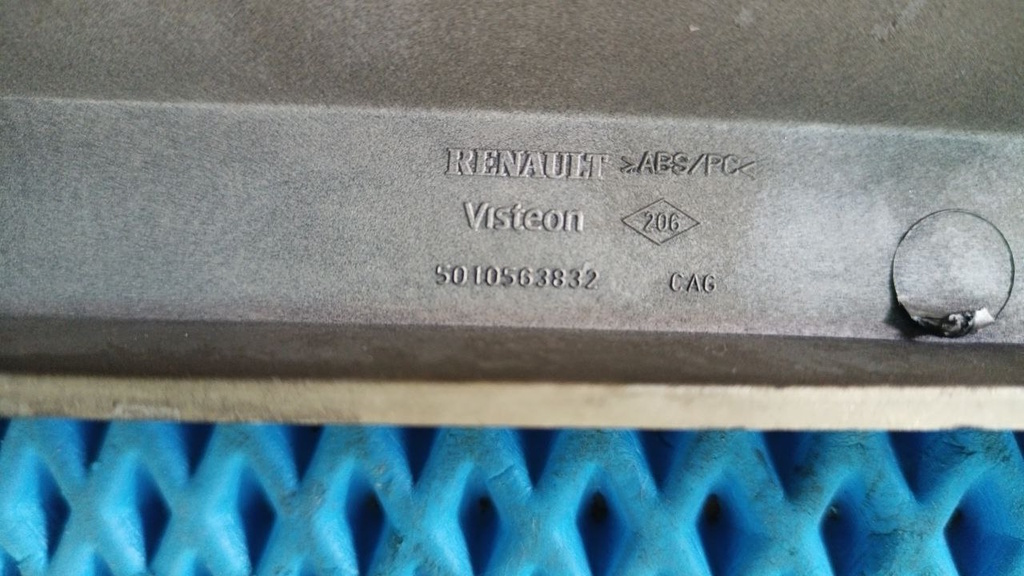 RENAULT >ABS/PC<
Visteon 206
5010563832 CAG